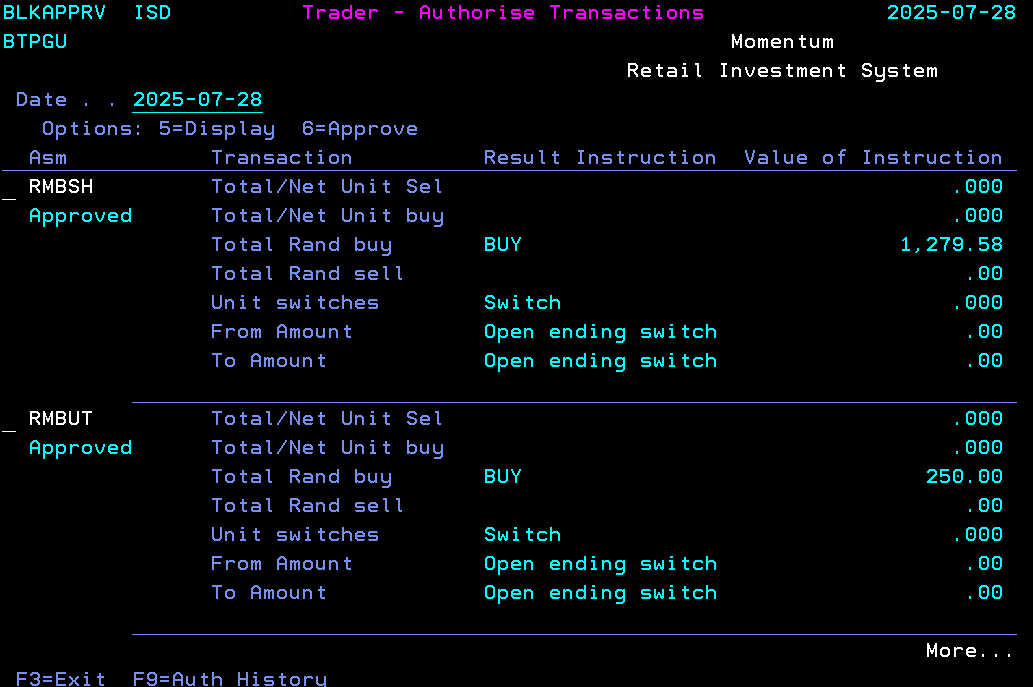 BLKAPPRV ISD Trader - Authorise Transactions 2025-07-28
BTPGU Momentum
Retail Investment System
Date . . 2025-07-28
Options: 5=Display 6=Approve
Asm Transaction Result Instruction Value of Instruction
_ RMBSH Total/Net Unit Sel .000
Approved Total/Net Unit buy .000
Total Rand buy BUY 1,279.58
Total Rand sell .00
Unit switches Switch .000
From Amount Open ending switch .00
To Amount Open ending switch .00
_ RMBUT Total/Net Unit Sel .000
Approved Total/Net Unit buy .000
Total Rand buy BUY 250.00
Total Rand sell .00
Unit switches Switch .000
From Amount Open ending switch .00
To Amount Open ending switch .00
More...
F3=Exit F9=Auth History